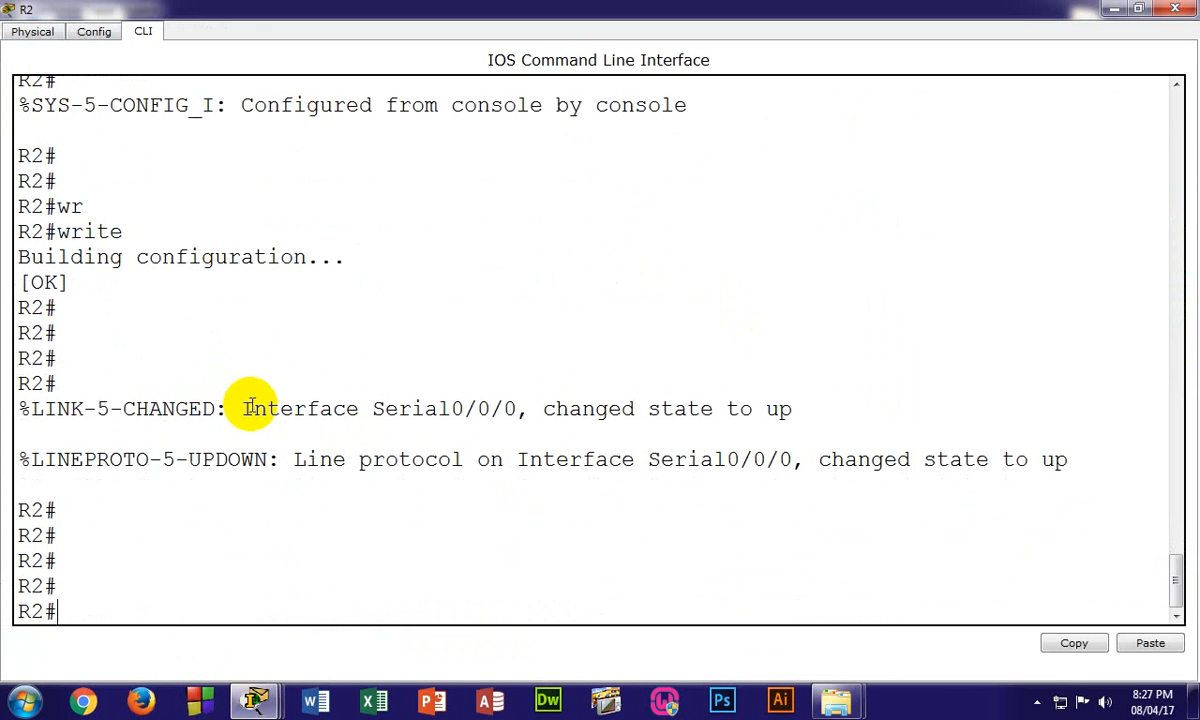 R2
Physical Config CLI
IOS Command Line Interface
R2#
%SYS-5-CONFIG_I: Configured from console by console
R2#
R2#
R2#wr
R2#write
Building configuration...
[OK]
R2#
R2#
R2#
R2#
%LINK-5-CHANGED: Interface Serial0/0/0, changed state to up
%LINEPROTO-5-UPDOWN: Line protocol on Interface Serial0/0/0, changed state to up
R2#
R2#
R2#
R2#
R2#
Copy Paste
Dw Ps Ai
8:27 PM
08/04/17